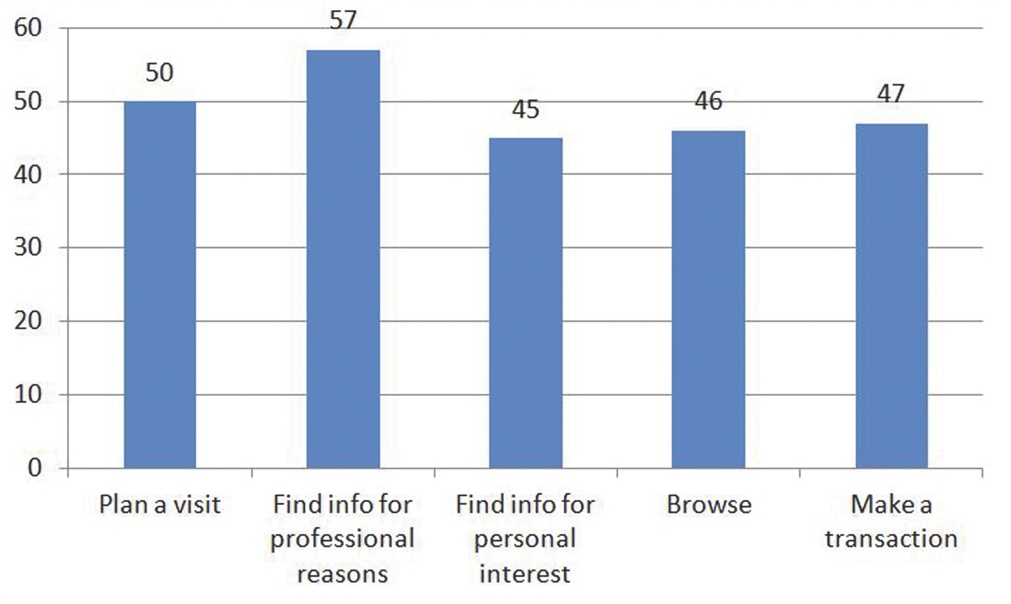 60
50
40
30
20
10
0
50
57
45
46
47
Plan a visit
Find info for
professional
reasons
Find info for
personal
interest
Browse
Make a
transaction